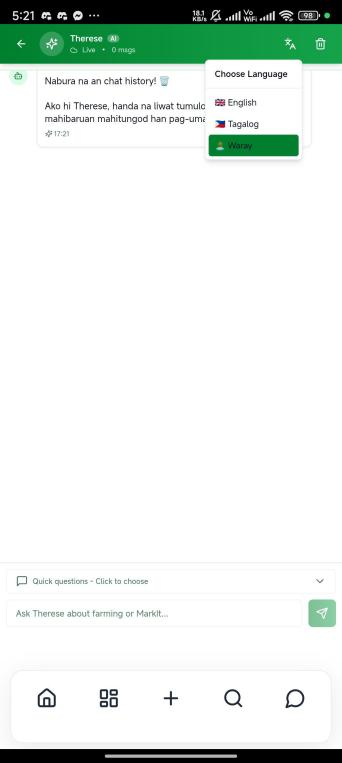 5:21
18.1
KB/s
Vo
WiFi
98
Therese AI
Live • 0 msgs
Choose Language
English
Tagalog
Waray
Nabura na an chat history!
Ako hi Therese, handa na liwat tumulo
mahibaruan mahitungod han pag-uma
17:21
Quick questions - Click to choose
Ask Therese about farming or Markit...